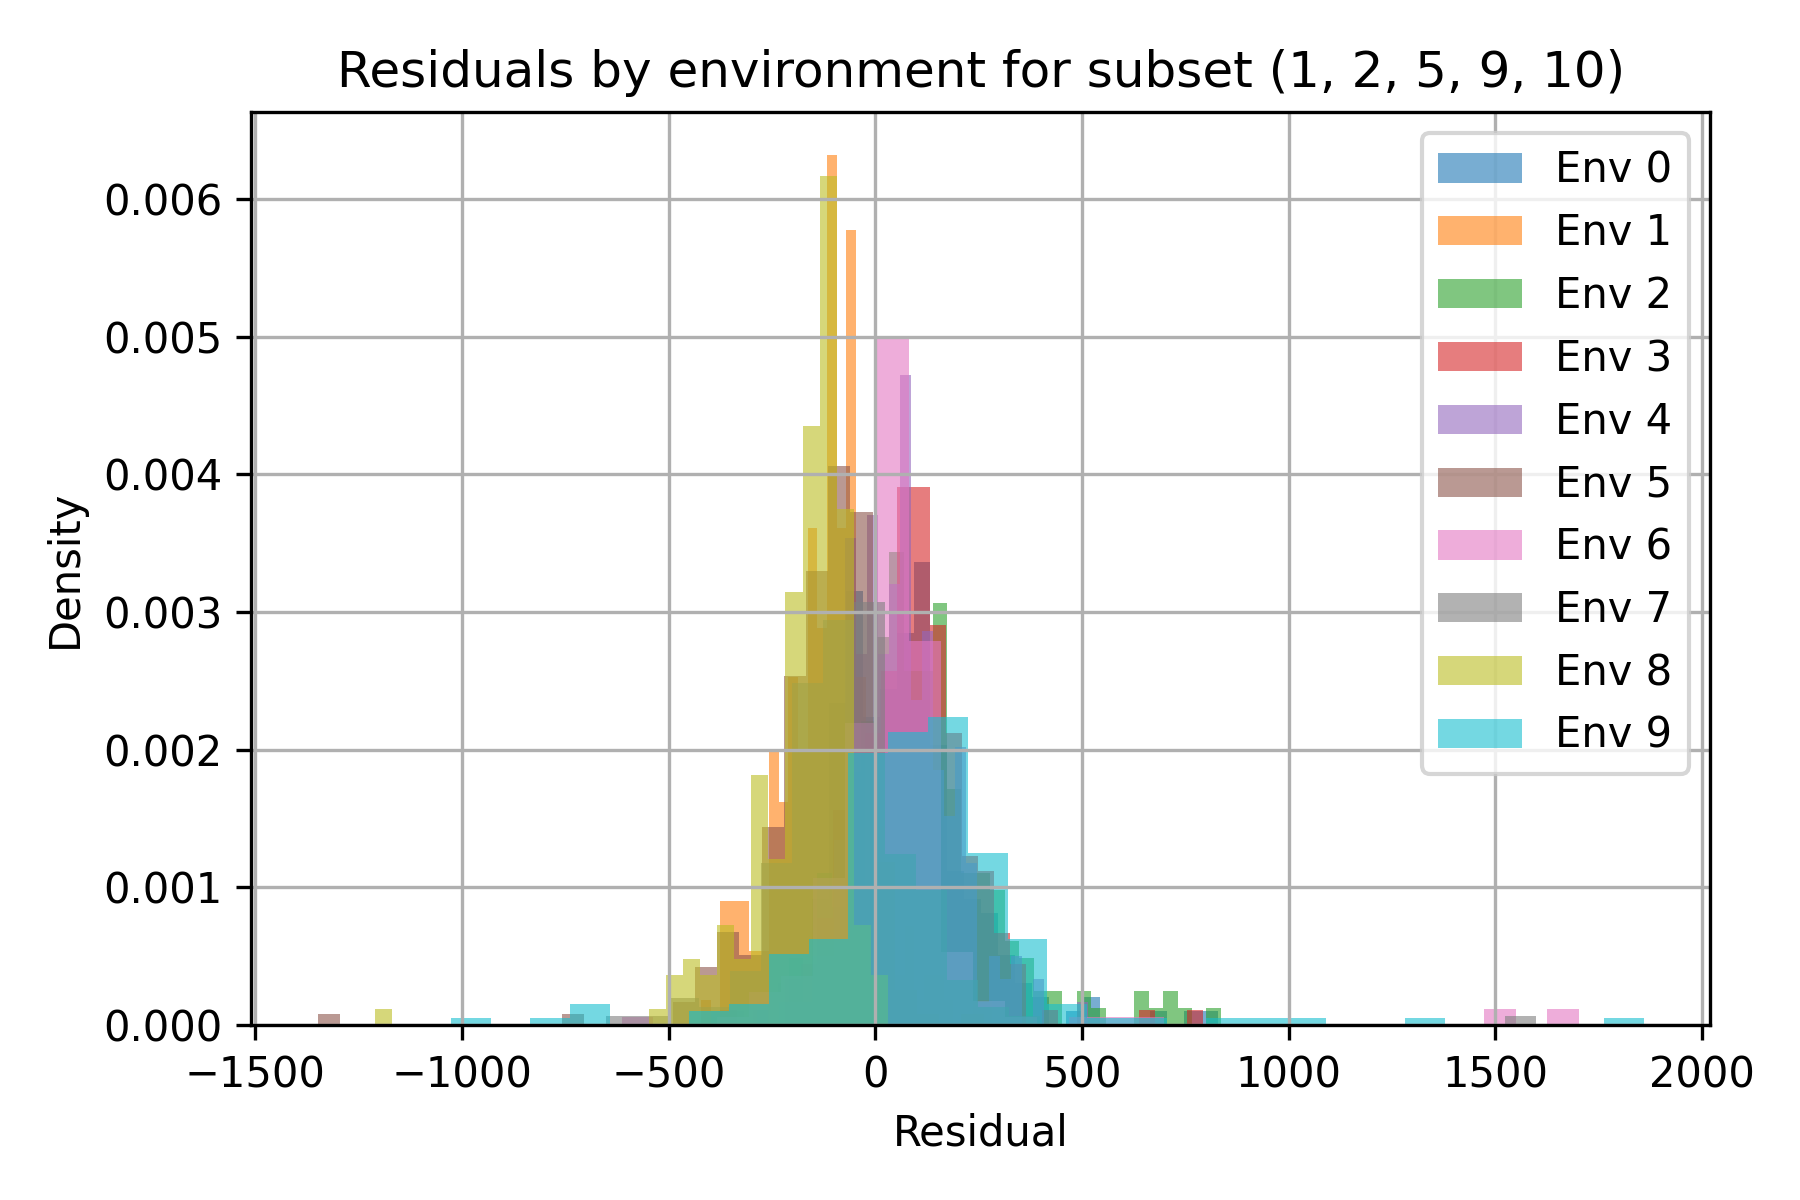 Residuals by environment for subset (1, 2, 5, 9, 10)
Density
0.006
0.005
0.004
0.003
0.002
0.001
0.000
−1500
−1000
−500
0
500
1000
1500
2000
Residual
Env 0
Env 1
Env 2
Env 3
Env 4
Env 5
Env 6
Env 7
Env 8
Env 9